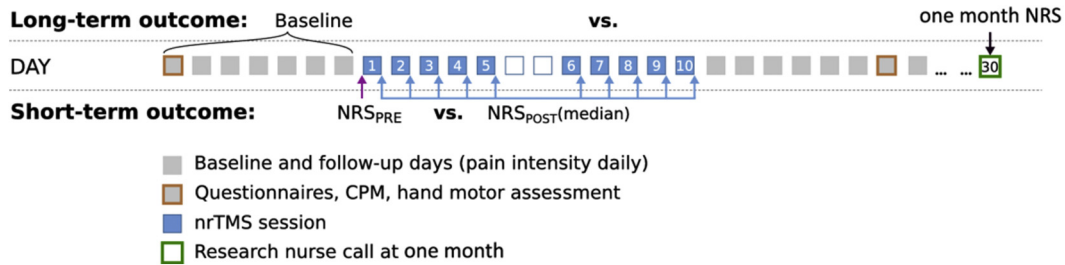 Long-term outcome: Baseline vs. one month NRS
DAY 1 2 3 4 5 6 7 8 9 10 ... ... 30
Short-term outcome: NRSPRE vs. NRSPOST(median)
Baseline and follow-up days (pain intensity daily)
Questionnaires, CPM, hand motor assessment
nrTMS session
Research nurse call at one month